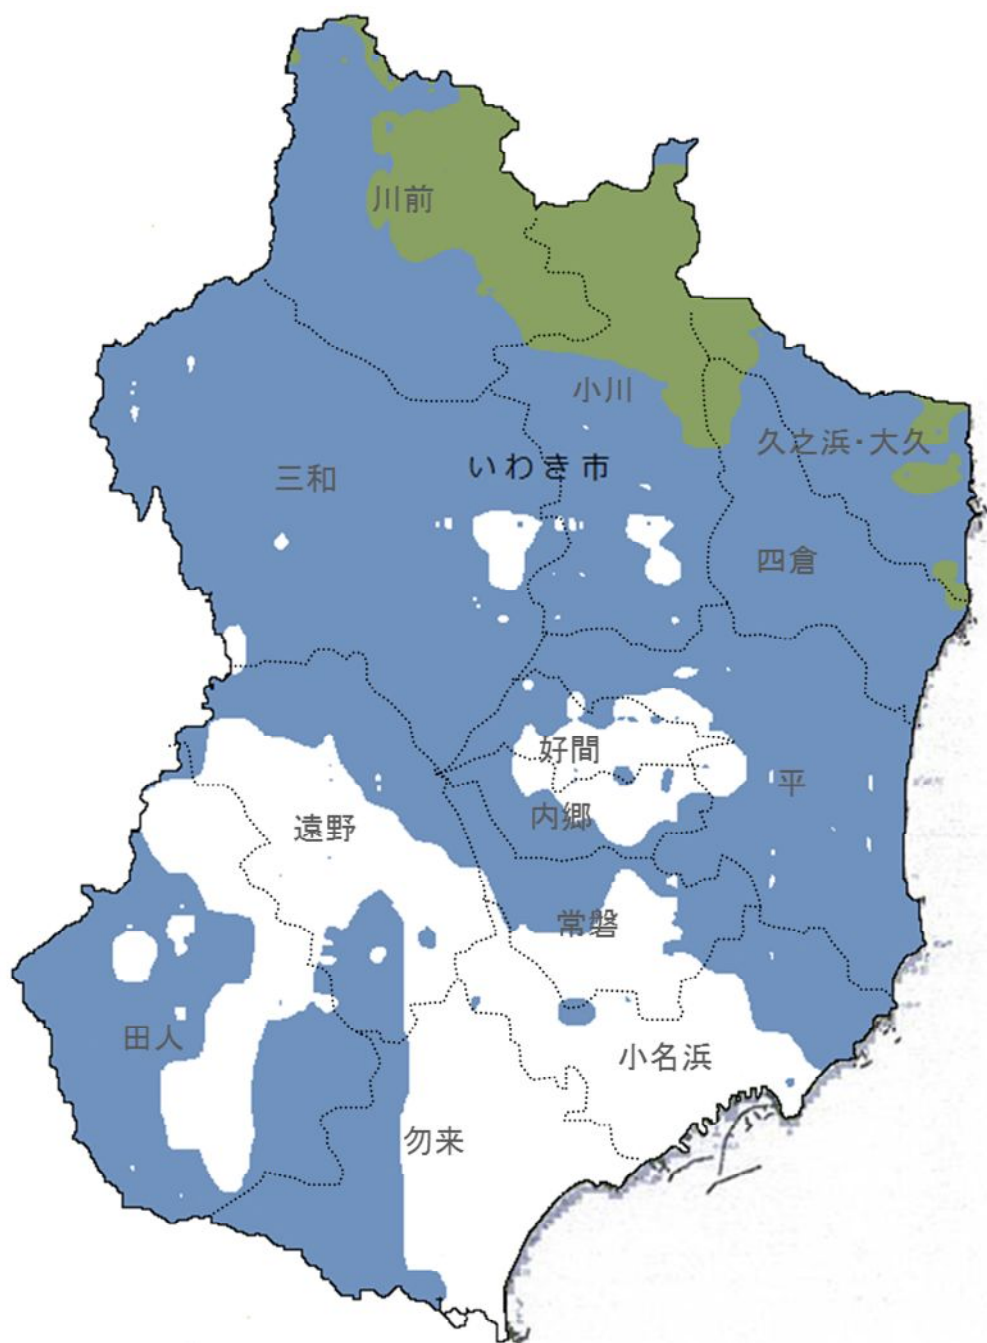 川前
小川
久之浜・大久
いわき市
三和
四倉
好間
平
内郷
遠野
常磐
田人
小名浜
勿来